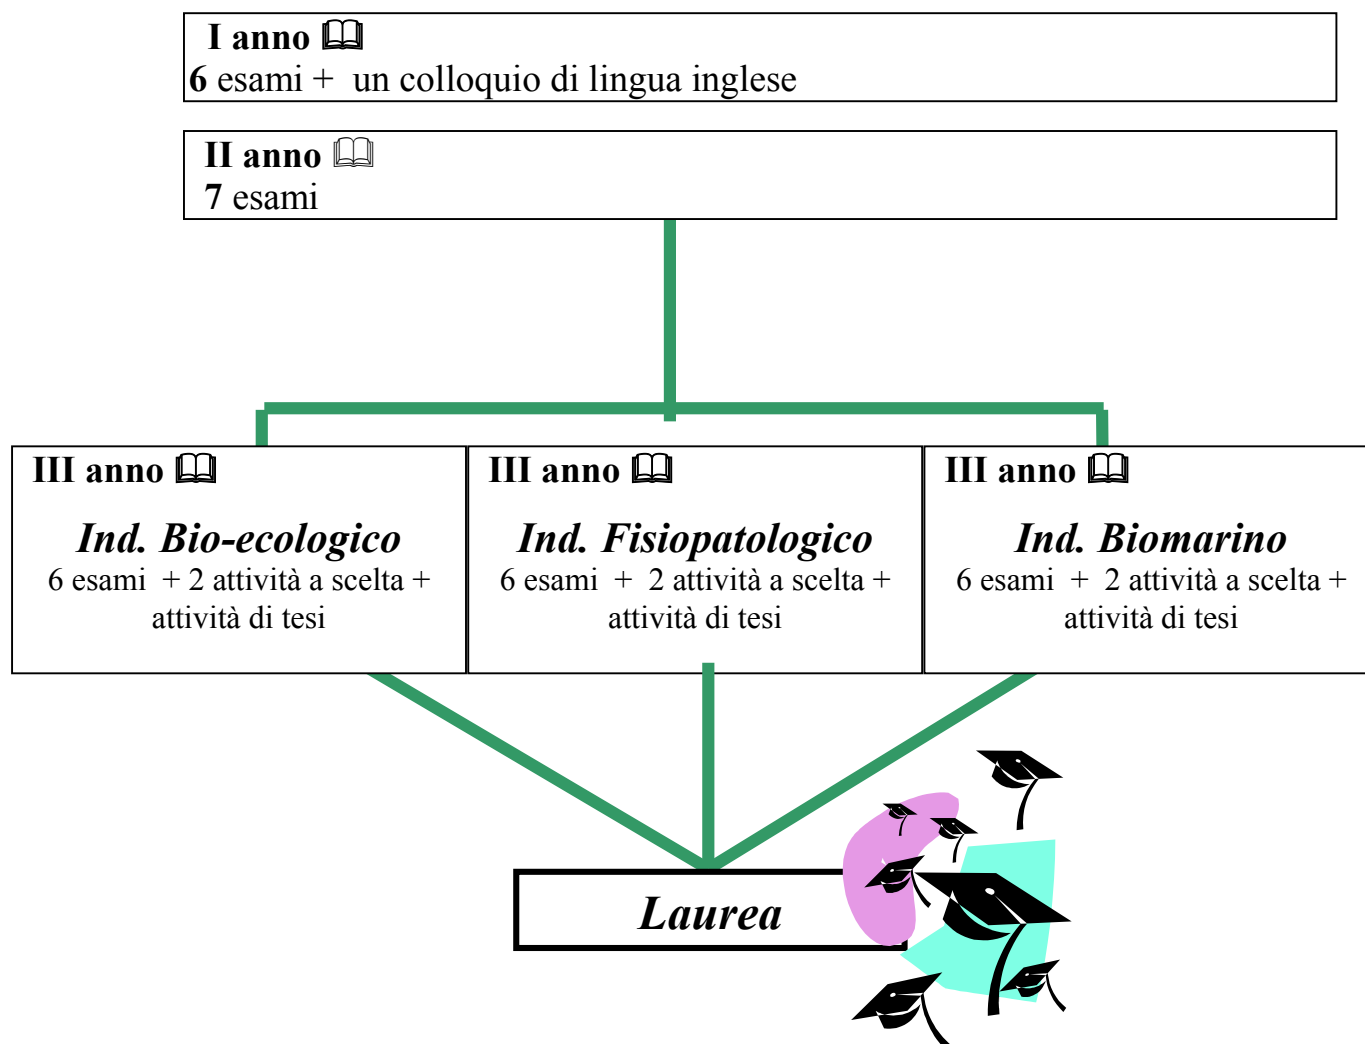 I anno
6 esami + un colloquio di lingua inglese
II anno
7 esami
III anno
Ind. Bio-ecologico
6 esami + 2 attività a scelta +
attività di tesi
III anno
Ind. Fisiopatologico
6 esami + 2 attività a scelta +
attività di tesi
III anno
Ind. Biomarino
6 esami + 2 attività a scelta +
attività di tesi
Laurea